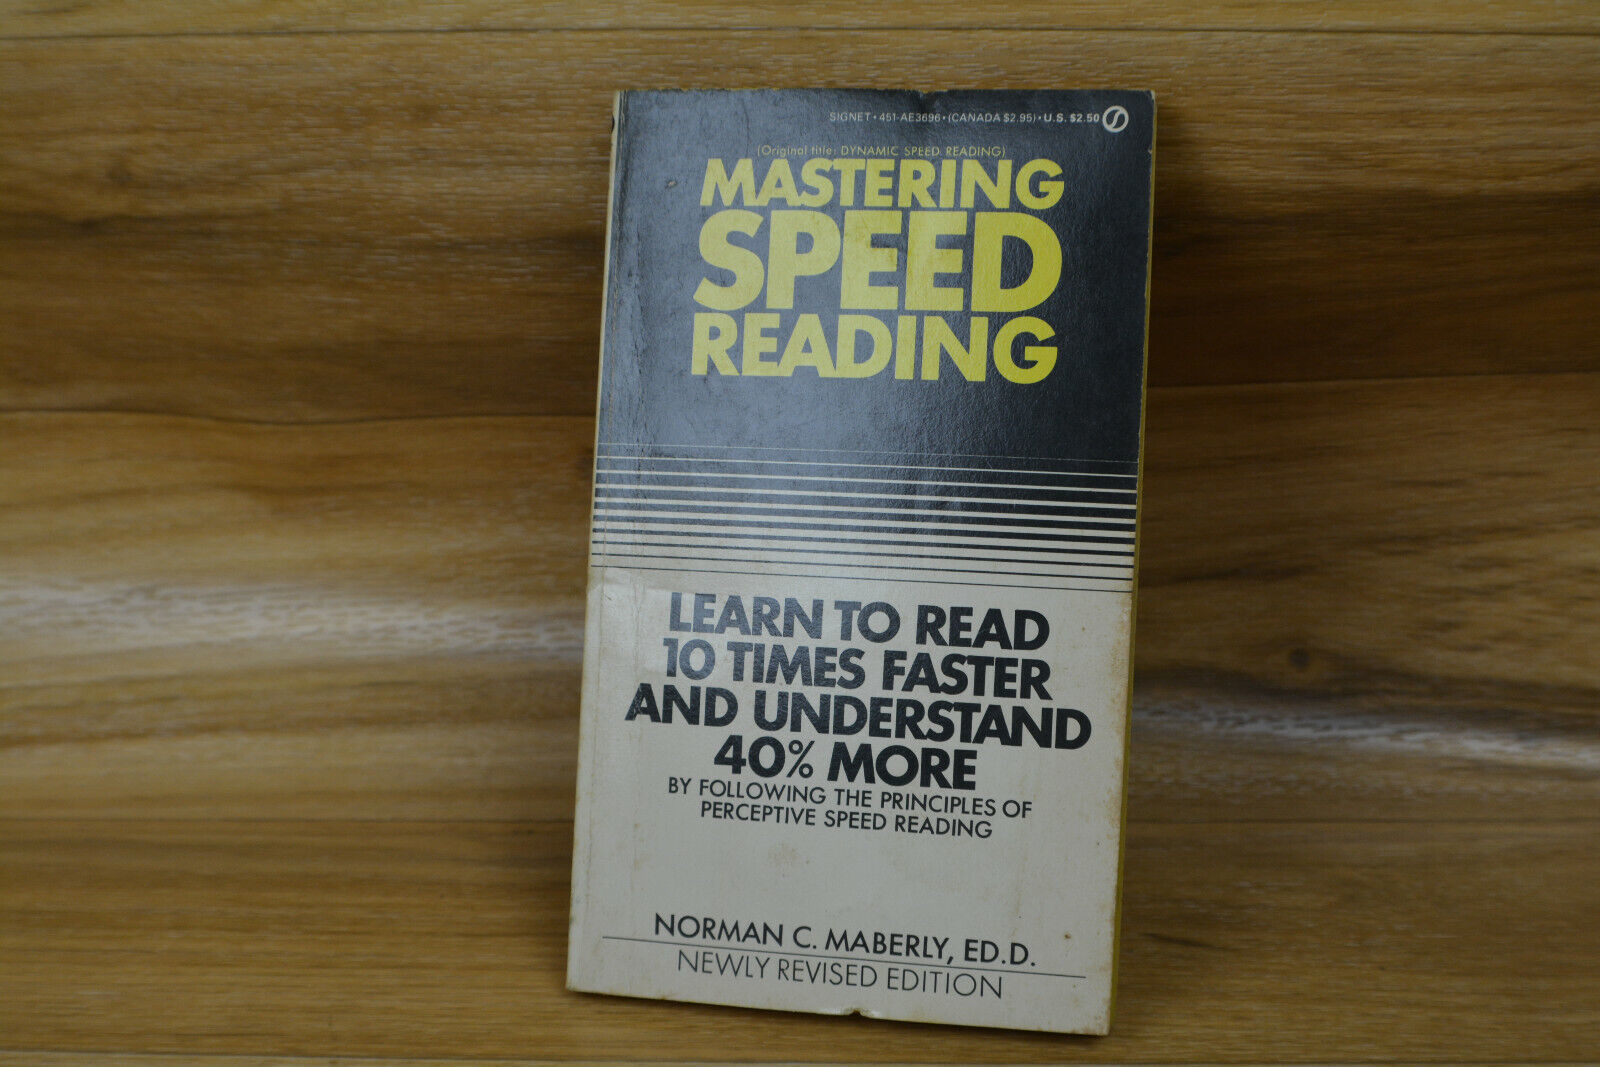 SIGNET • 451-AE3696 • (CANADA $2.95) • U.S. $2.50
(Original title: DYNAMIC SPEED READING)
MASTERING
SPEED
READING
LEARN TO READ
10 TIMES FASTER
AND UNDERSTAND
40% MORE
BY FOLLOWING THE PRINCIPLES OF
PERCEPTIVE SPEED READING
NORMAN C. MABERLY, ED.D.
NEWLY REVISED EDITION